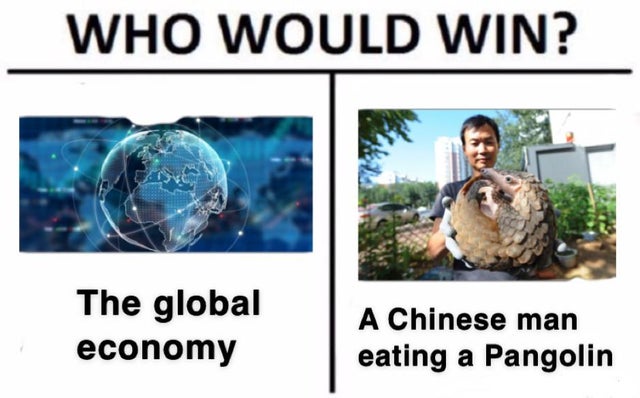 WHO WOULD WIN?
The global
economy
A Chinese man
eating a Pangolin